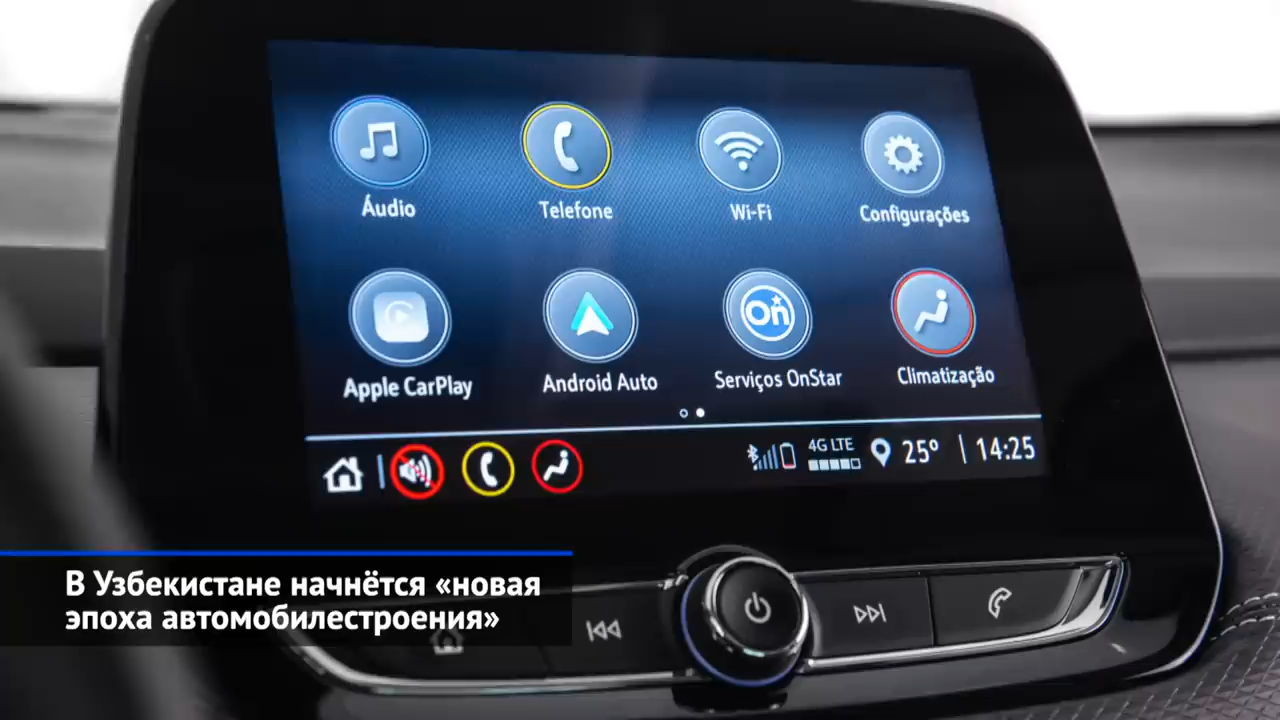 Áudio
Telefone
Wi-Fi
Configurações
Apple CarPlay
Android Auto
On
Serviços OnStar
Climatização
4G LTE
25° | 14:25
В Узбекистане начнётся «новая
эпоха автомобилестроения»